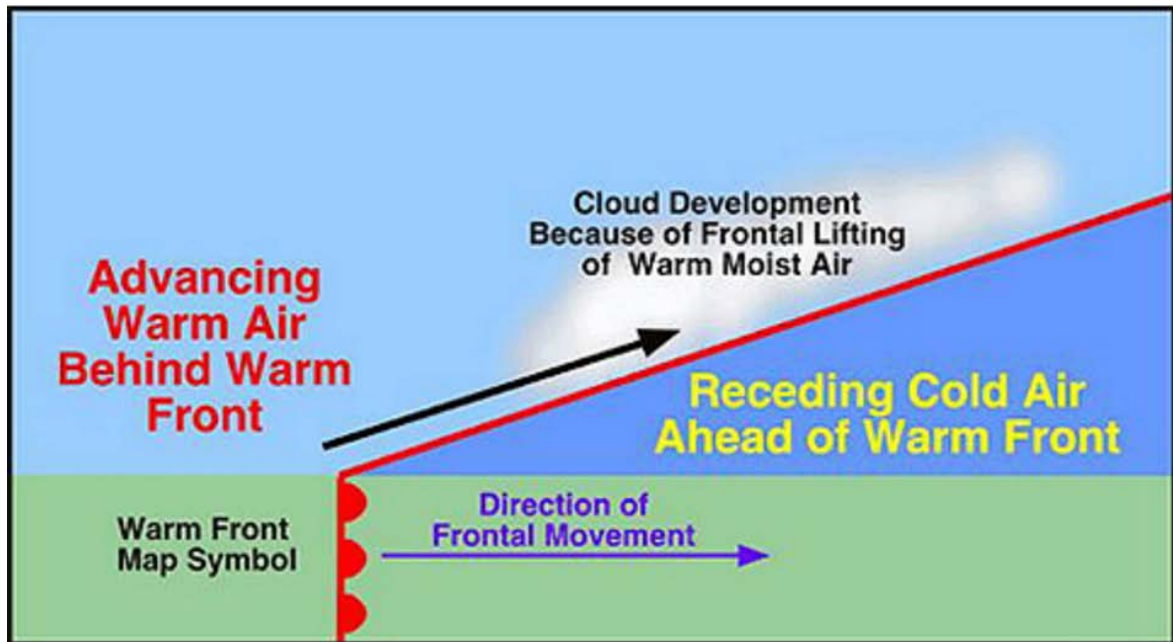 Cloud Development
Because of Frontal Lifting
of Warm Moist Air
Advancing
Warm Air
Behind Warm
Front
Receding Cold Air
Ahead of Warm Front
Warm Front
Map Symbol
Direction of
Frontal Movement